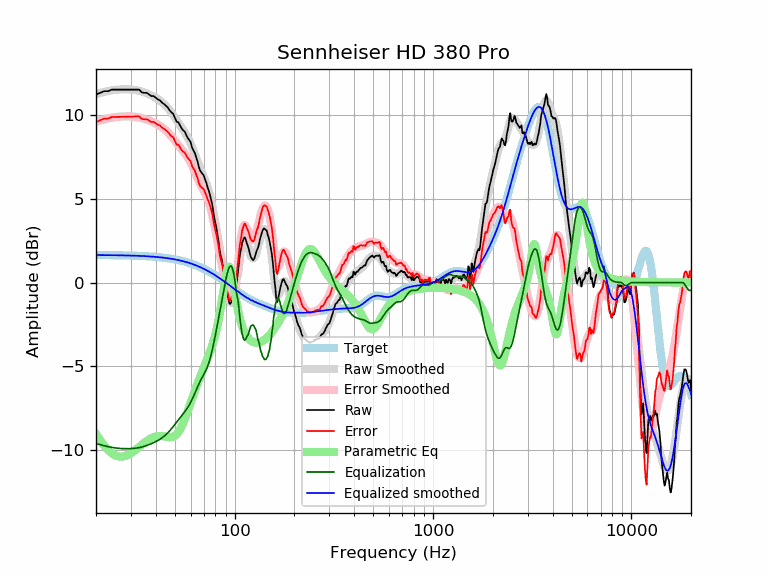 Sennheiser HD 380 Pro
Amplitude (dBr)
10
5
0
−5
−10
100
1000
10000
Frequency (Hz)
Target
Raw Smoothed
Error Smoothed
Raw
Error
Parametric Eq
Equalization
Equalized smoothed